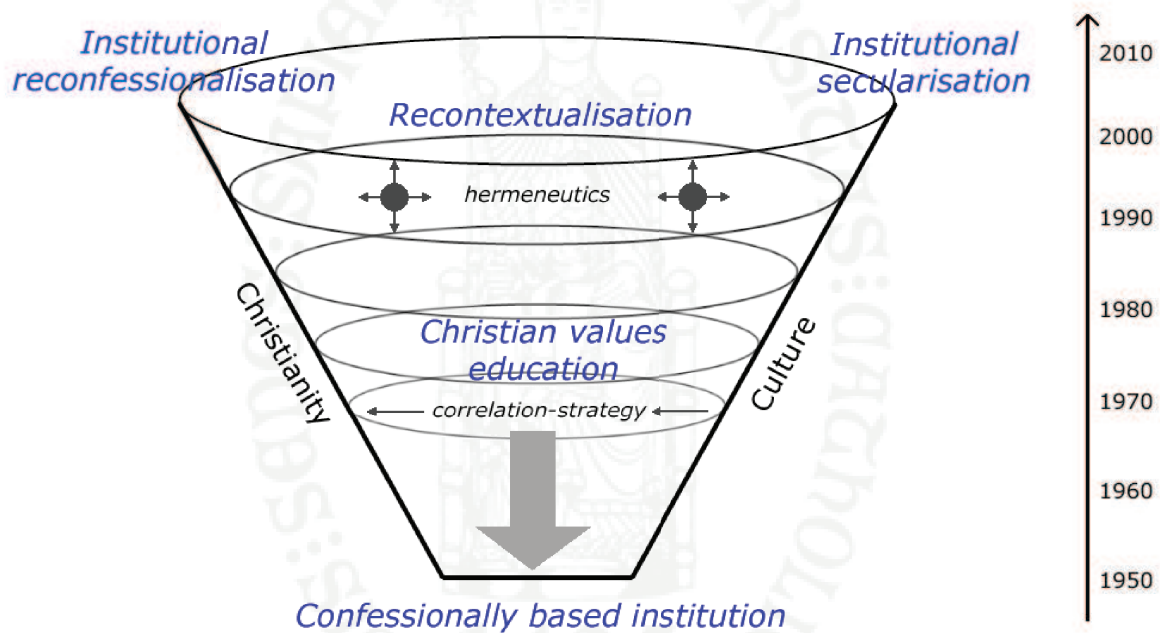 Institutional
reconfessionalisation
Institutional
secularisation
Recontextualisation
hermeneutics
Christianity
Christian values
education
Culture
correlation-strategy
Confessionally based institution
2010
2000
1990
1980
1970
1960
1950